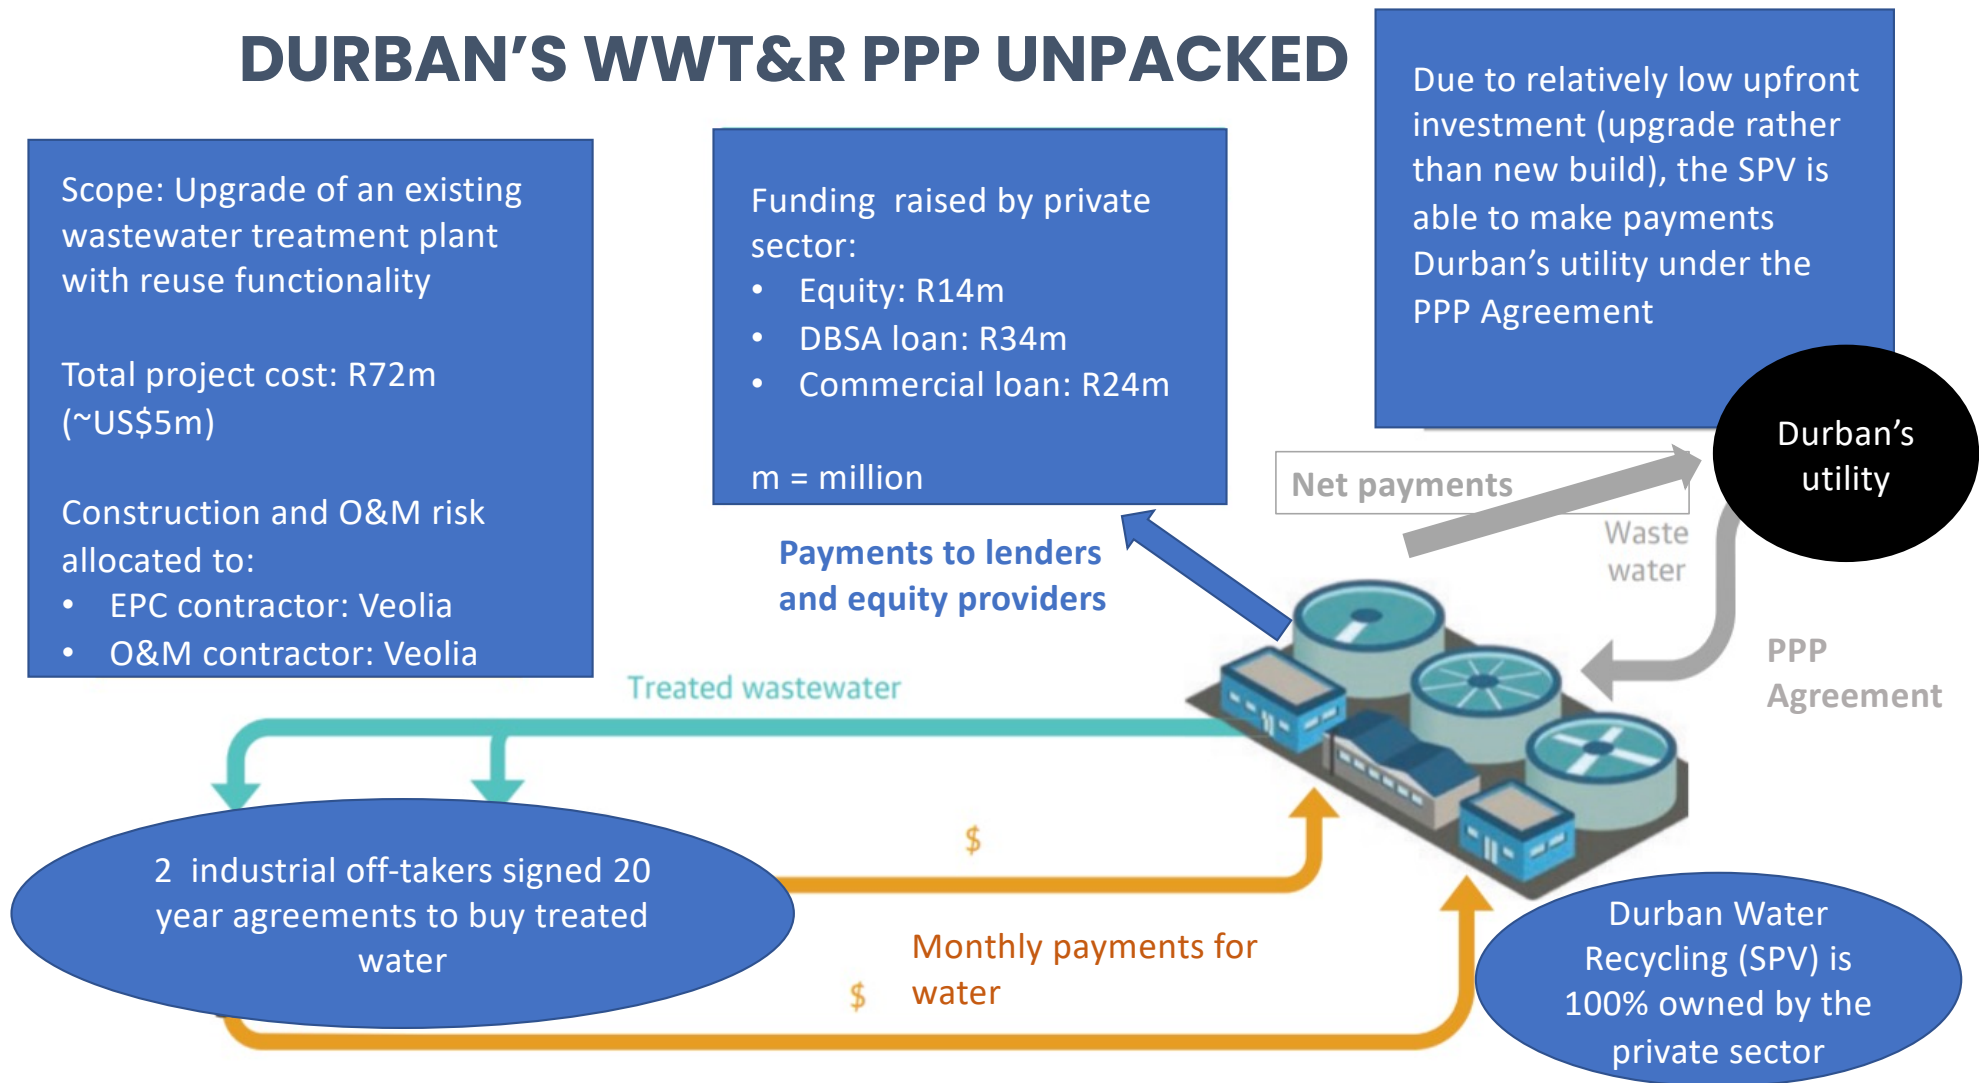 DURBAN’S WWT&R PPP UNPACKED
Scope: Upgrade of an existing
wastewater treatment plant
with reuse functionality
Total project cost: R72m
(~US$5m)
Construction and O&M risk
allocated to:
• EPC contractor: Veolia
• O&M contractor: Veolia
Funding  raised by private
sector:
• Equity: R14m
• DBSA loan: R34m
• Commercial loan: R24m
m = million
Due to relatively low upfront
investment (upgrade rather
than new build), the SPV is
able to make payments
Durban’s utility under the
PPP Agreement
Durban’s
utility
Net payments
Waste
water
PPP
Agreement
Payments to lenders
and equity providers
Treated wastewater
2  industrial off-takers signed 20
year agreements to buy treated
water
$
Monthly payments for
water
$
Durban Water
Recycling (SPV) is
100% owned by the
private sector